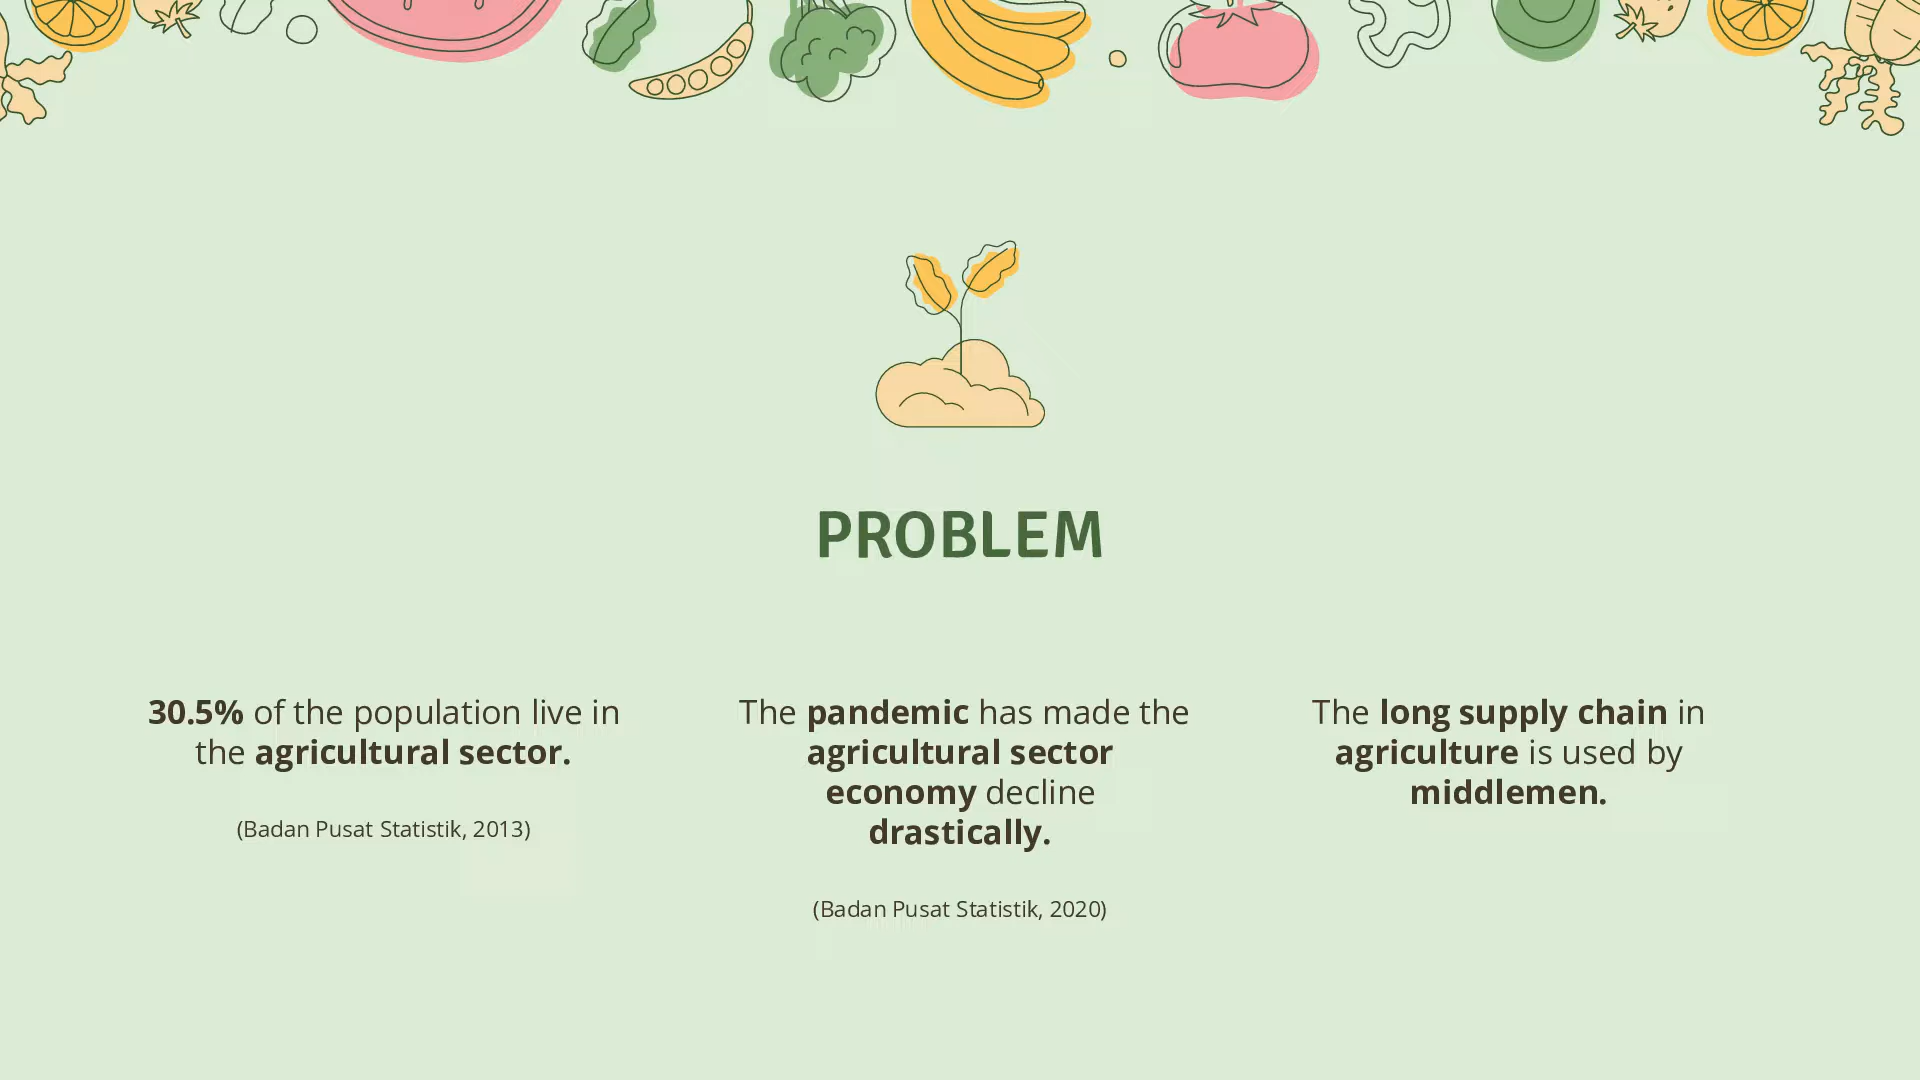 PROBLEM
30.5% of the population live in
the agricultural sector.
(Badan Pusat Statistik, 2013)
The pandemic has made the
agricultural sector
economy decline
drastically.
(Badan Pusat Statistik, 2020)
The long supply chain in
agriculture is used by
middlemen.